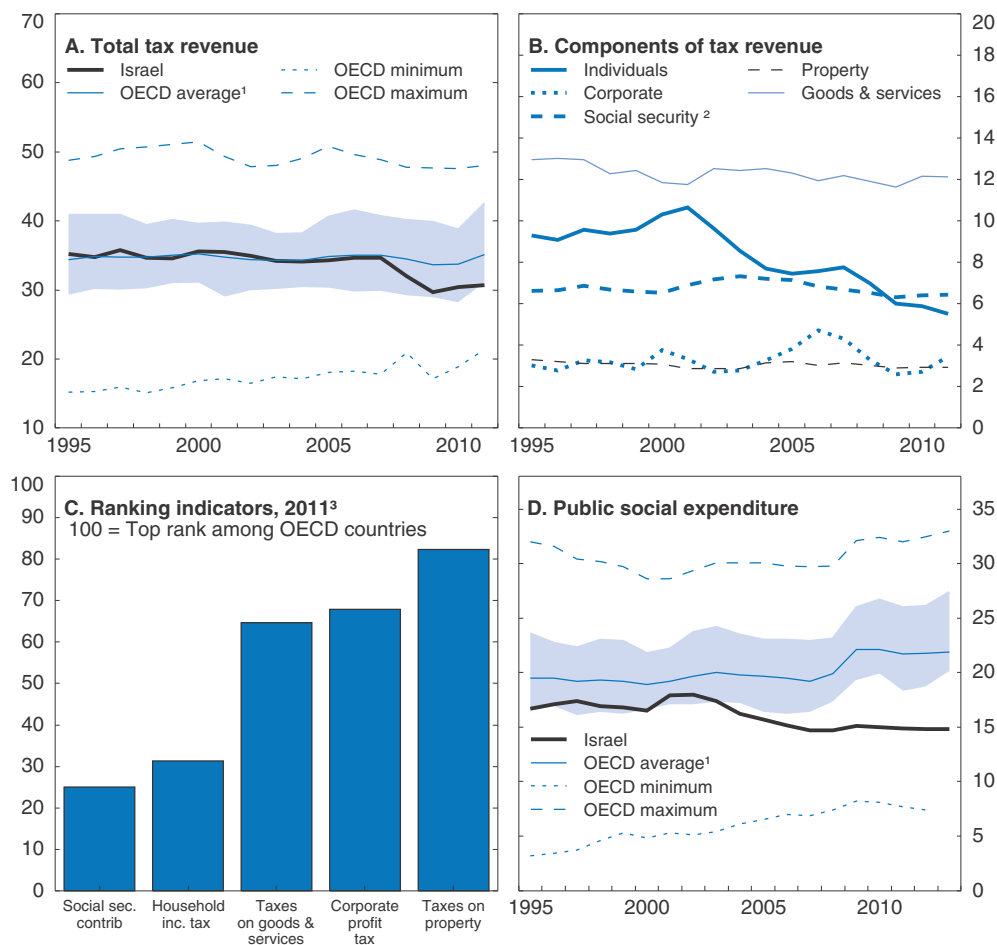 A. Total tax revenue
Israel
OECD average¹
OECD minimum
OECD maximum
70
60
50
40
30
20
10
1995 2000 2005 2010
B. Components of tax revenue
Individuals
Corporate
Social security ²
Property
Goods & services
20
18
16
14
12
10
8
6
4
2
0
1995 2000 2005 2010
C. Ranking indicators, 2011³
100 = Top rank among OECD countries
100
90
80
70
60
50
40
30
20
10
0
Social sec.
contrib
Household
inc. tax
Taxes
on goods &
services
Corporate
profit
tax
Taxes on
property
D. Public social expenditure
Israel
OECD average¹
OECD minimum
OECD maximum
35
30
25
20
15
10
5
0
1995 2000 2005 2010